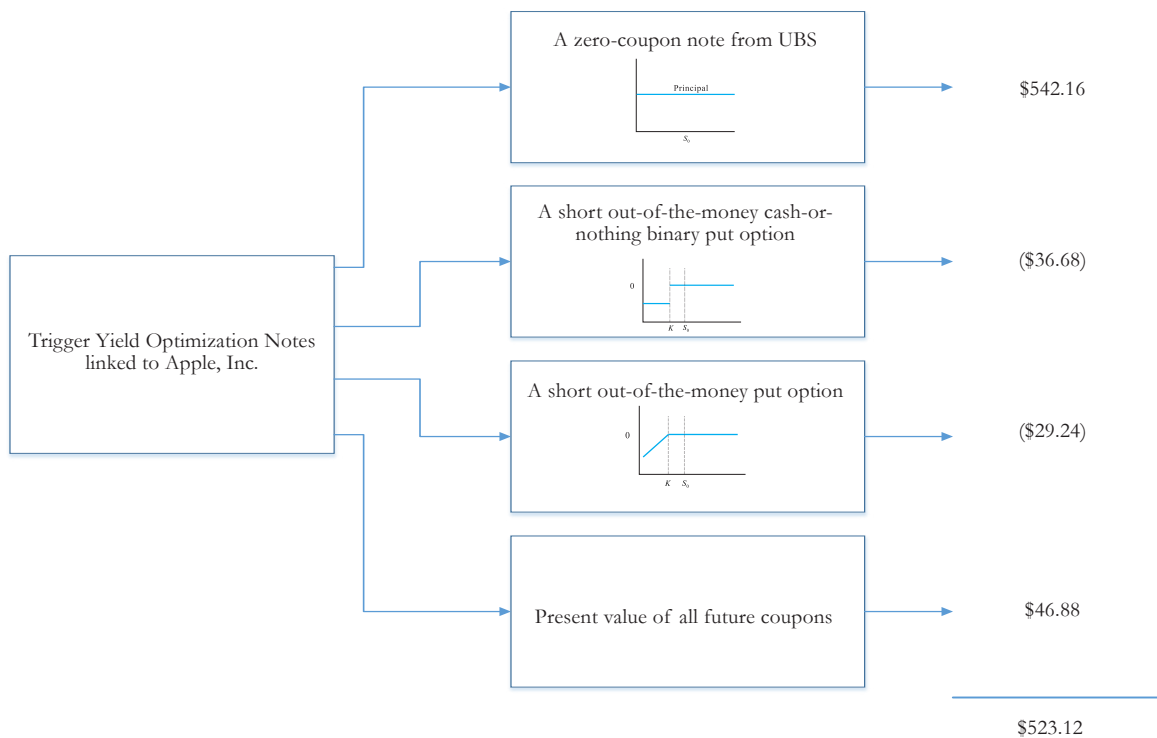 A zero-coupon note from UBS
Principal
S₀
$542.16
A short out-of-the-money cash-or-
nothing binary put option
0
K S₀
($36.68)
Trigger Yield Optimization Notes
linked to Apple, Inc.
A short out-of-the-money put option
0
K S₀
($29.24)
Present value of all future coupons
$46.88
$523.12